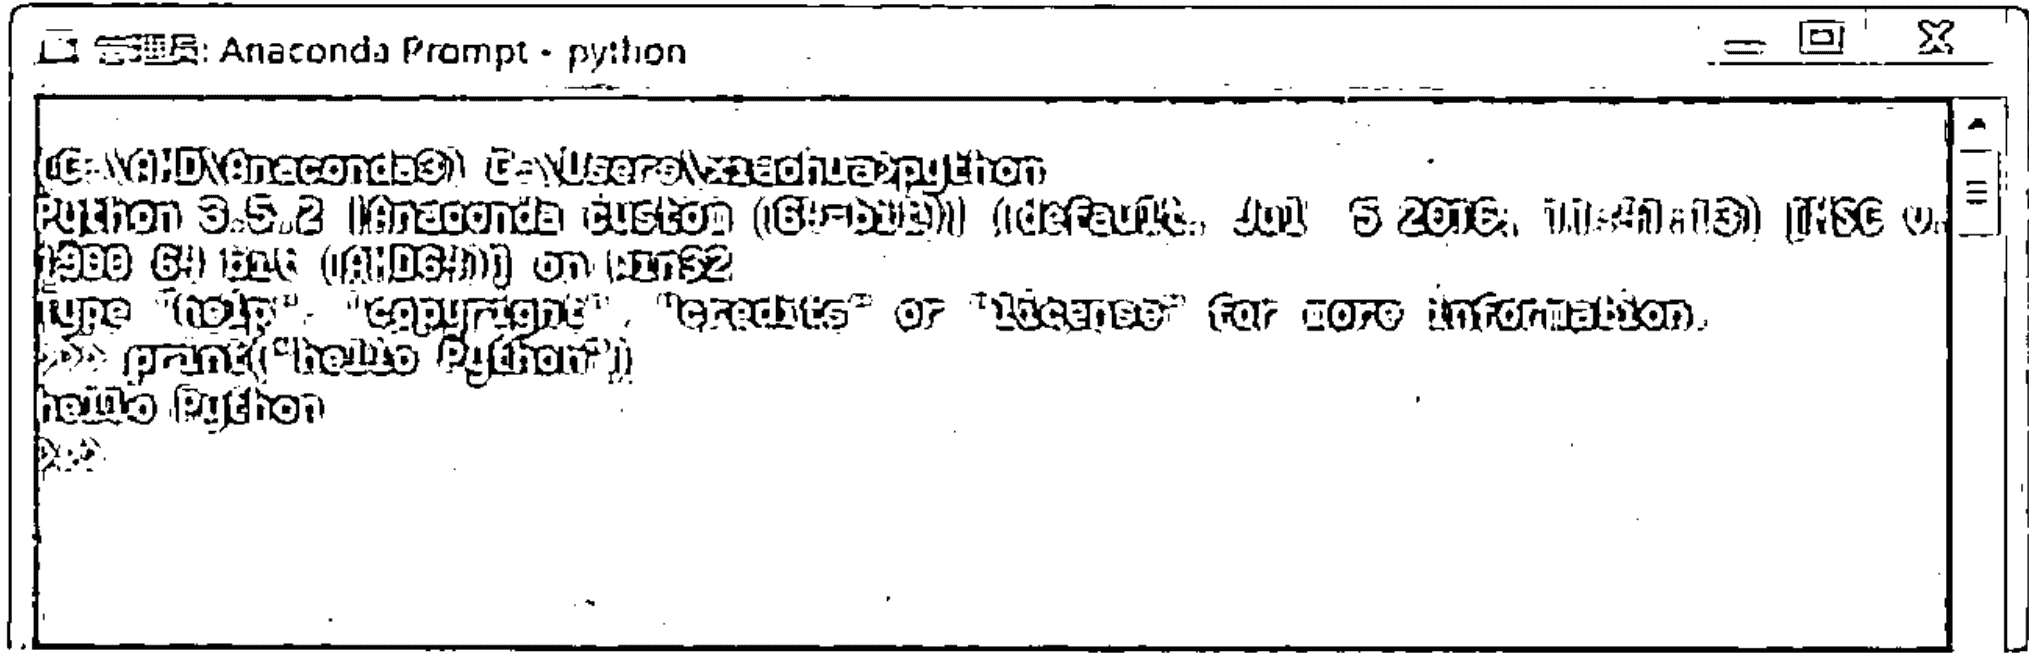 管理员: Anaconda Prompt - python
(C:\AMD\Anaconda3) C:\Users\xiaohua>python
Python 3.5.2 |Anaconda custom (64-bit)| (default, Jul  5 2016, 11:41:13) [MSC v.
1900 64 bit (AMD64)] on win32
Type "help", "copyright", "credits" or "license" for more information.
>>> print("hello Python")
hello Python
>>>